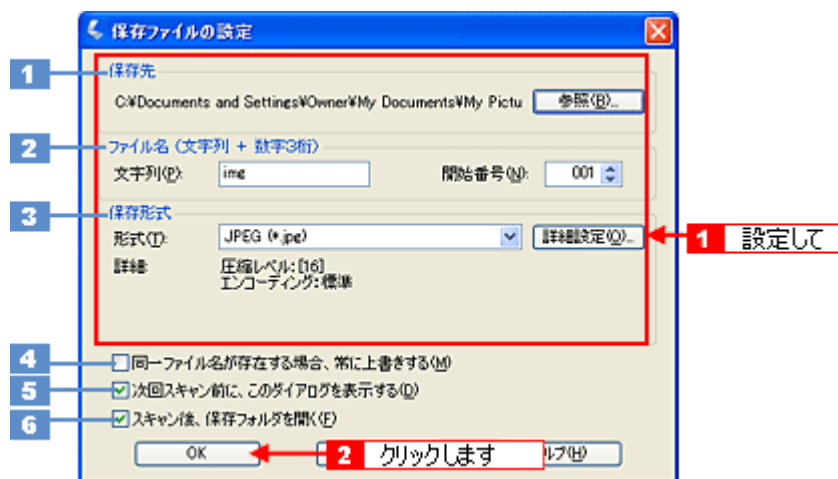 保存ファイルの設定
1
保存先
C:¥Documents and Settings¥Owner¥My Documents¥My Pictu
参照(B)...
2
ファイル名 (文字列 + 数字3桁)
文字列(P):
img
開始番号(N):
001
3
保存形式
形式(T):
JPEG (*.jpg)
詳細設定(O)...
1 設定して
詳細:
圧縮レベル:[16]
エンコーディング:標準
4
同一ファイル名が存在する場合、常に上書きする(M)
5
次回スキャン前に、このダイアログを表示する(D)
6
スキャン後、保存フォルダを開く(F)
OK
2 クリックします
ルプ(H)